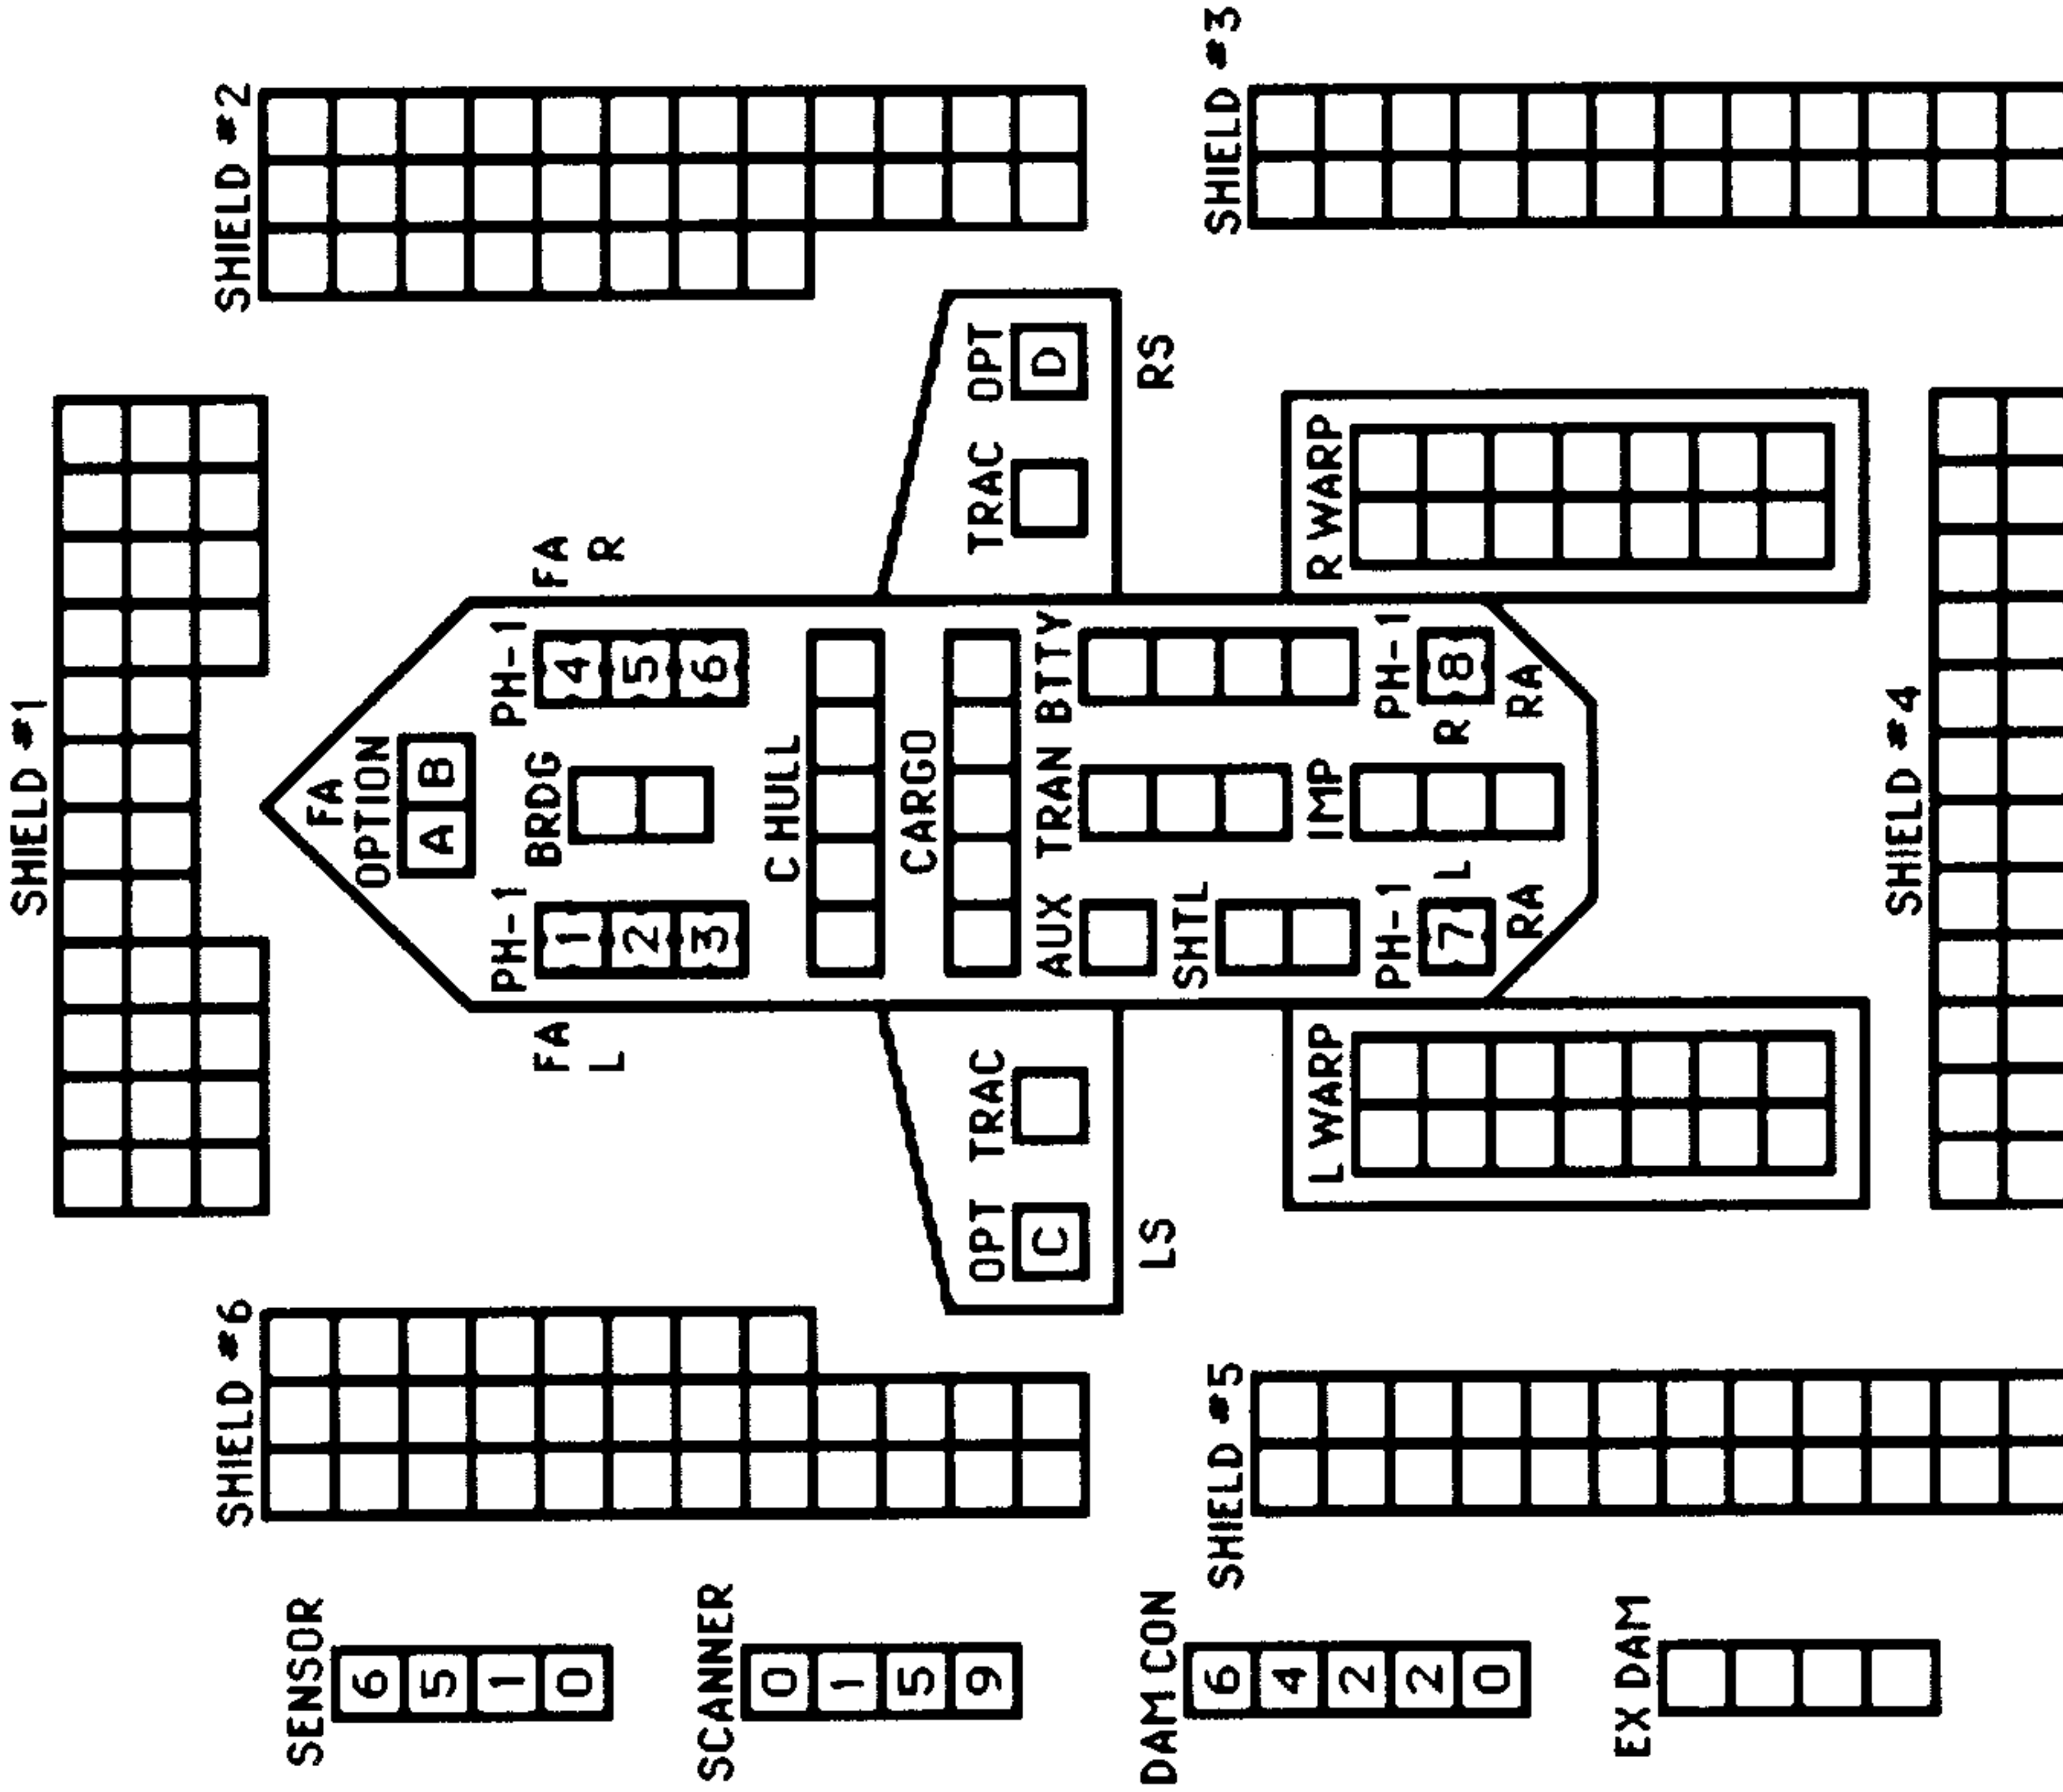 SHIELD #1
SHIELD #6
SHIELD #2
SENSOR
6
5
1
0
FA
OPTION
A B
PH-1
1
2
3
BRDG
PH-1
4
5
6
FA
L
FA
R
SCANNER
0
1
5
9
C HULL
CARGO
OPT
C
TRAC
TRAC
OPT
D
LS
RS
AUX
TRAN
BTTY
DAM CON
6
4
2
2
0
SHIELD #5
SHTL
SHIELD #3
L WARP
IMP
R WARP
PH-1
7
L
RA
PH-1
R
8
RA
EX DAM
SHIELD #4